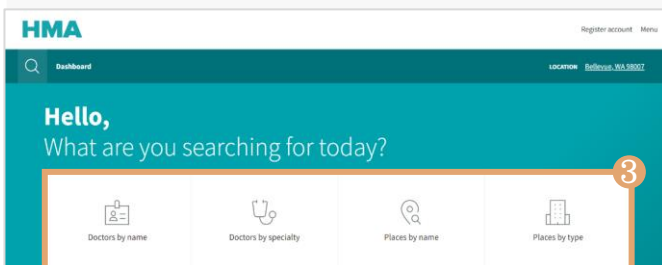 HMA
Register account Menu
Dashboard
LOCATION Bellevue, WA 98007
Hello,
What are you searching for today?
3
Doctors by name Doctors by specialty Places by name Places by type